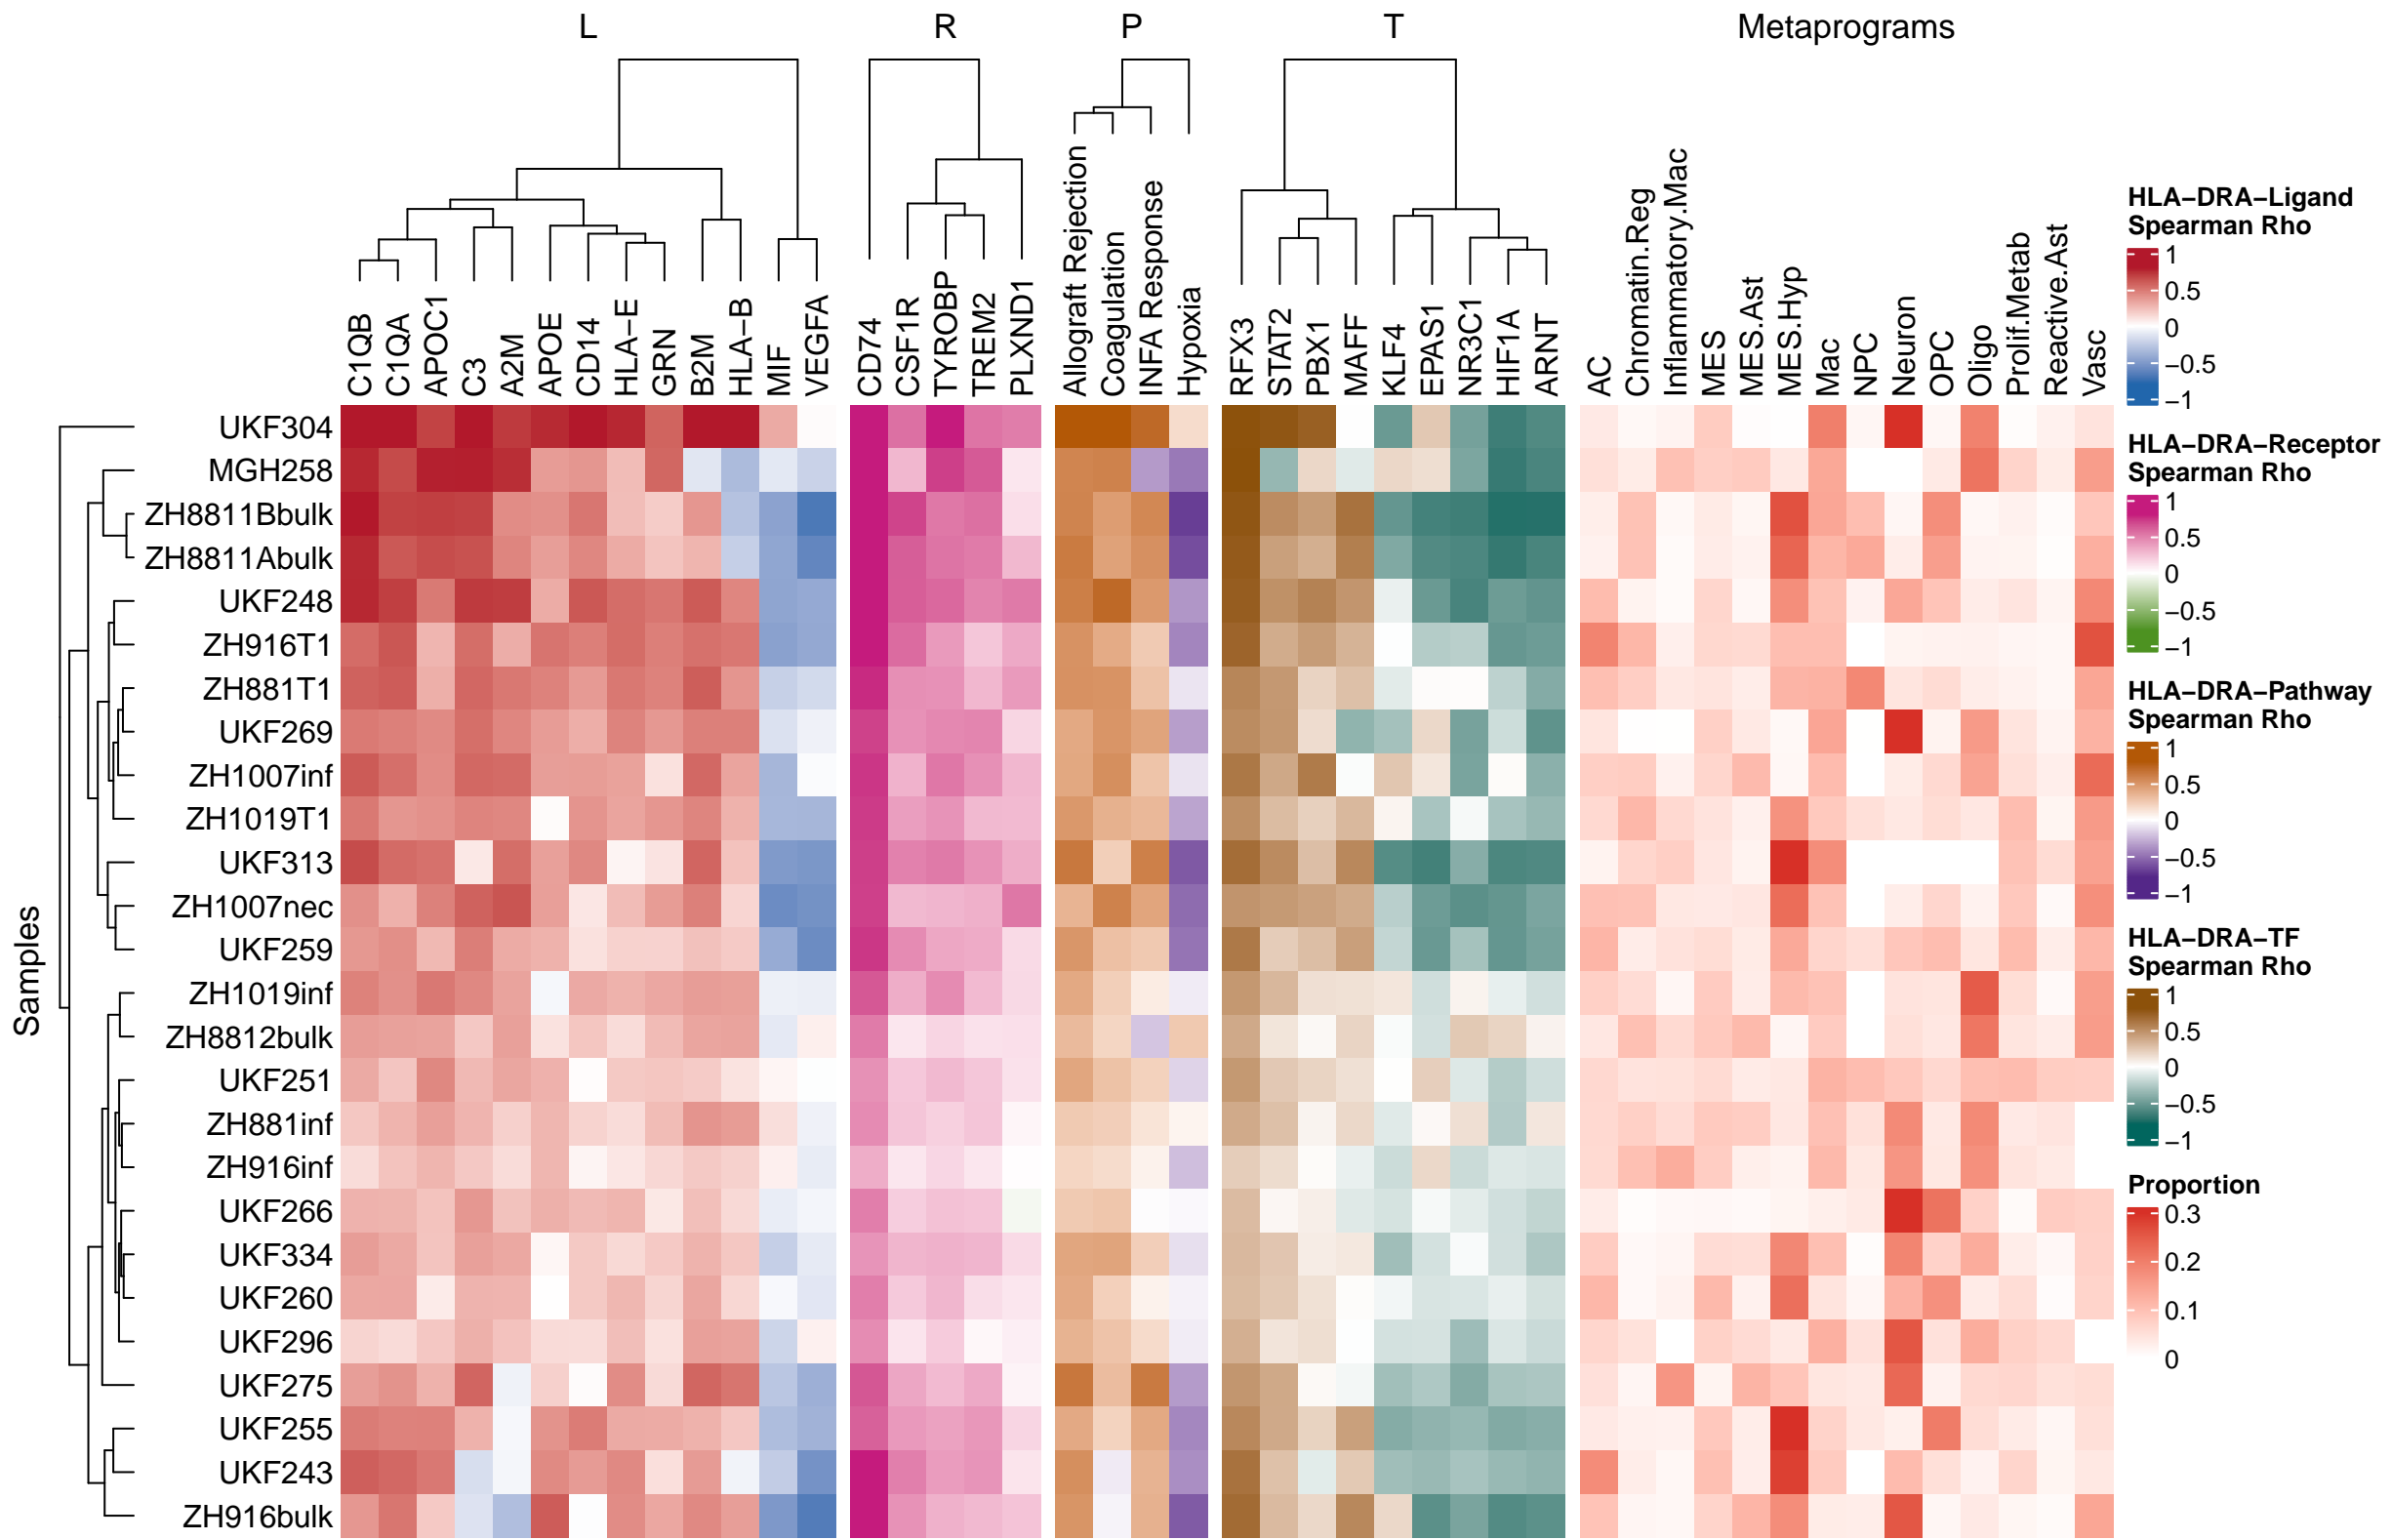 L R P T Metaprograms
C1QB C1QA APOC1 C3 A2M APOE CD14 HLA−E GRN B2M HLA−B MIF VEGFA
CD74 CSF1R TYROBP TREM2 PLXND1
Allograft Rejection Coagulation INFA Response Hypoxia
RFX3 STAT2 PBX1 MAFF KLF4 EPAS1 NR3C1 HIF1A ARNT
AC Chromatin.Reg Inflammatory.Mac MES MES.Ast MES.Hyp Mac NPC Neuron OPC Oligo Prolif.Metab Reactive.Ast Vasc
Samples
UKF304
MGH258
ZH8811Bbulk
ZH8811Abulk
UKF248
ZH916T1
ZH881T1
UKF269
ZH1007inf
ZH1019T1
UKF313
ZH1007nec
UKF259
ZH1019inf
ZH8812bulk
UKF251
ZH881inf
ZH916inf
UKF266
UKF334
UKF260
UKF296
UKF275
UKF255
UKF243
ZH916bulk
HLA−DRA−Ligand
Spearman Rho
1
0.5
0
−0.5
−1
HLA−DRA−Receptor
Spearman Rho
1
0.5
0
−0.5
−1
HLA−DRA−Pathway
Spearman Rho
1
0.5
0
−0.5
−1
HLA−DRA−TF
Spearman Rho
1
0.5
0
−0.5
−1
Proportion
0.3
0.2
0.1
0